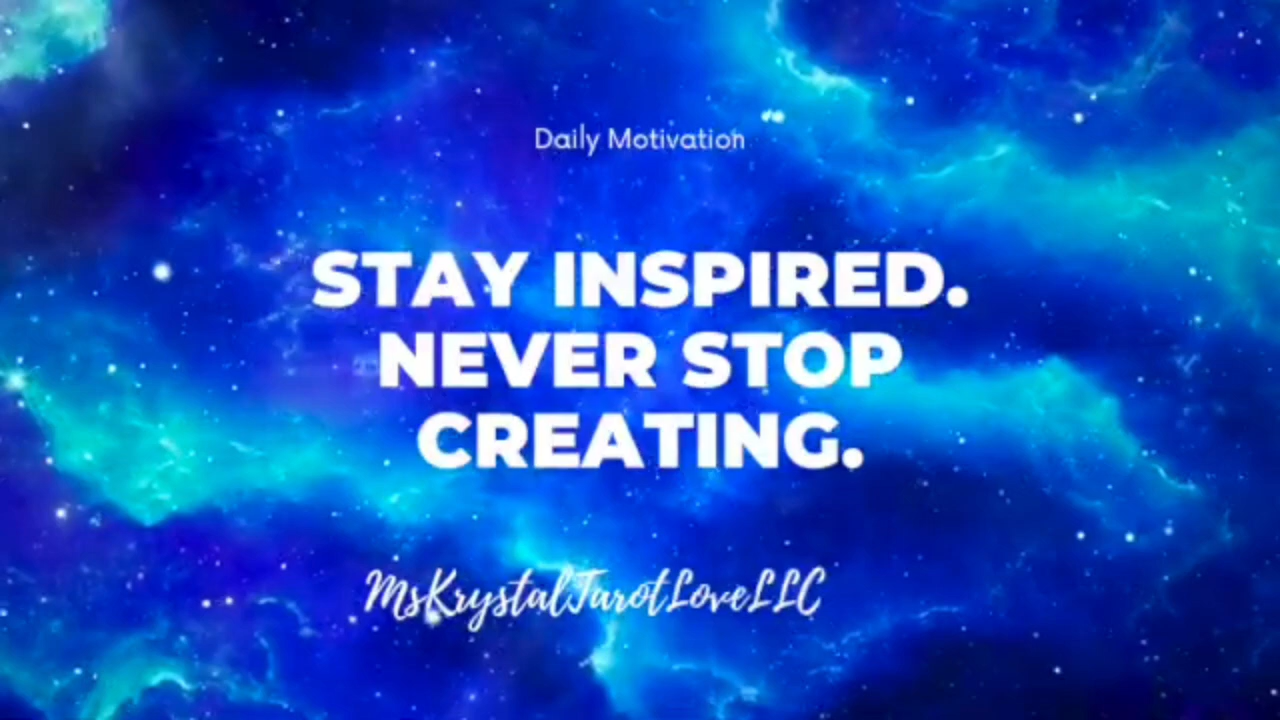 Daily Motivation
STAY INSPIRED.
NEVER STOP
CREATING.
MsKrystalTarotLoveLLC